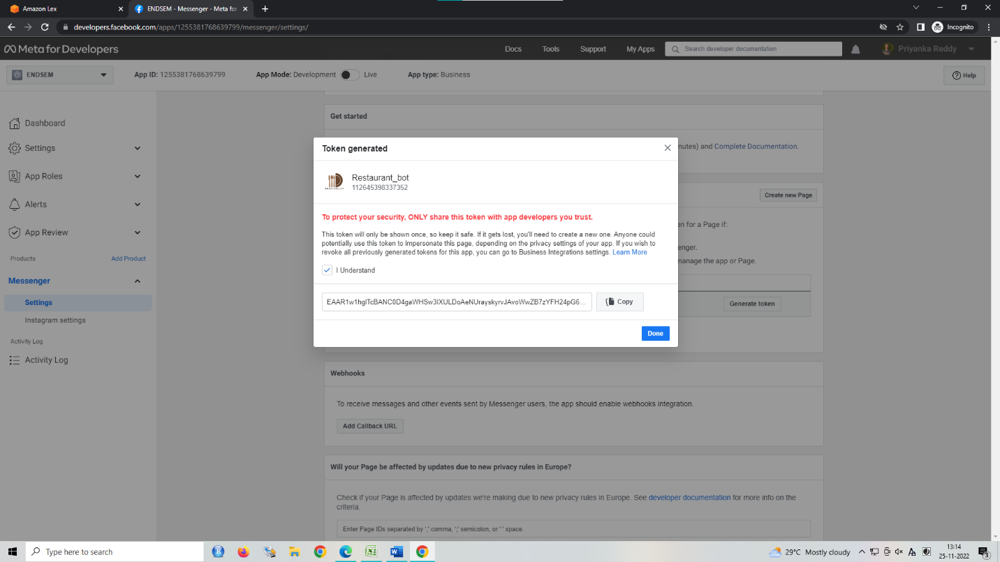 Amazon Lex
ENDSEM - Messenger - Meta for
developers.facebook.com/apps/1255381768639799/messenger/settings/
Incognito
Meta for Developers
Docs
Tools
Support
My Apps
Search developer documentation
Priyanka Reddy
ENDSEM
App ID: 1255381768639799
App Mode: Development
Live
App type: Business
Help
Dashboard
Settings
App Roles
Alerts
App Review
Products
Add Product
Messenger
Settings
Instagram settings
Activity Log
Activity Log
Get started
nutes) and Complete Documentation.
Create new Page
en for a Page if:
enger.
manage the app or Page.
Generate token
Token generated
Restaurant_bot
112645398337352
To protect your security, ONLY share this token with app developers you trust.
This token will only be shown once, so keep it safe. If it gets lost, you'll need to create a new one. Anyone could
potentially use this token to impersonate this page, depending on the privacy settings of your app. If you wish to
revoke all previously generated tokens for this app, you can go to Business Integrations settings. Learn More
I Understand
Copy
Done
Webhooks
To receive messages and other events sent by Messenger users, the app should enable webhooks integration.
Add Callback URL
Will your Page be affected by updates due to new privacy rules in Europe?
Check if your Page is affected by updates we're making due to new privacy rules in Europe. See developer documentation for more info on the
criteria.
Enter Page IDs separated by ',' comma, ';' semicolon, or ' ' space.
Type here to search
29°C Mostly cloudy
13:14
25-11-2022
3